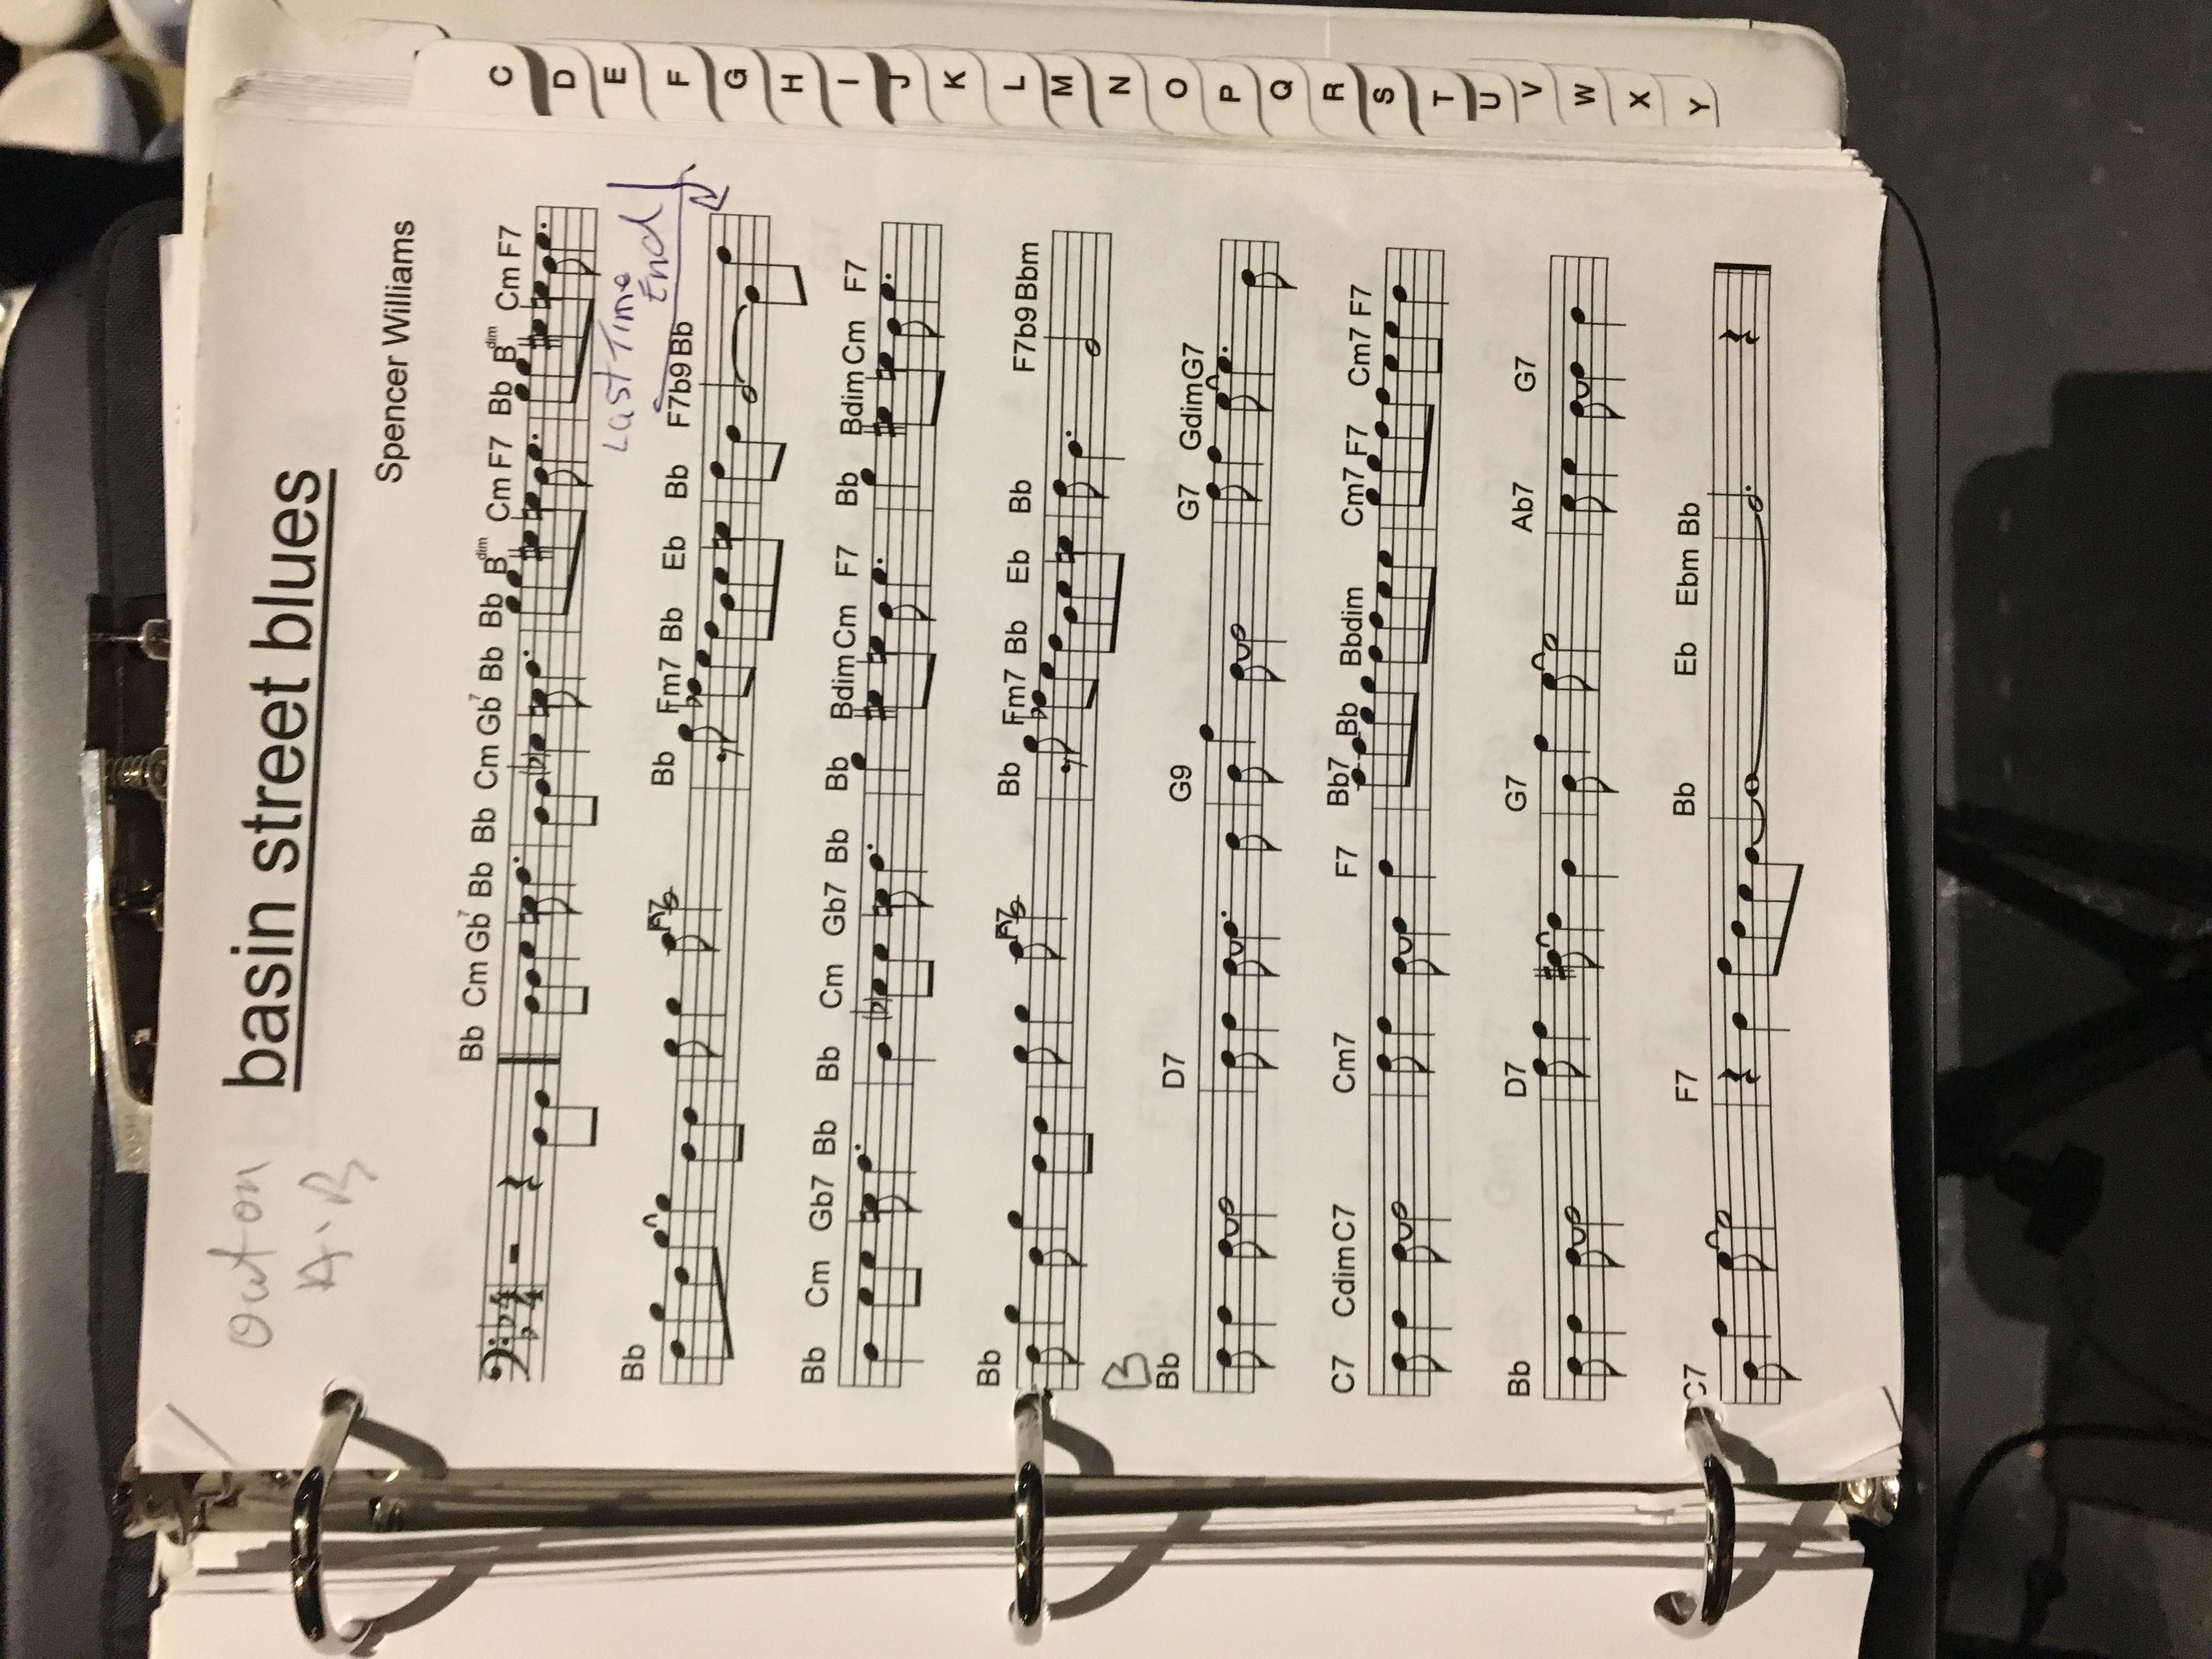 out on
A·B
basin street blues
Spencer Williams
Bb Cm Gb7 Bb Bb Cm Gb7 Bb Bb Bdim Cm F7 Bb Bdim Cm F7
4
4
Last Time
End
Bb F7 Bb Fm7 Bb Eb Bb F7b9 Bb
Bb Cm Gb7 Bb Bb Cm Gb7 Bb Bb Bdim Cm F7 Bb Bdim Cm F7
Bb F7 Bb Fm7 Bb Eb Bb F7b9 Bbm
B
Bb D7 G9 G7 Gdim G7
C7 Cdim C7 Cm7 F7 Bb7 Bb Bbdim Cm7 F7 Cm7 F7
Bb D7 G7 Ab7 G7
C7 F7 Bb Eb Ebm Bb
C
D
E
F
G
H
I
J
K
L
M
N
O
P
Q
R
S
T
U
V
W
X
Y